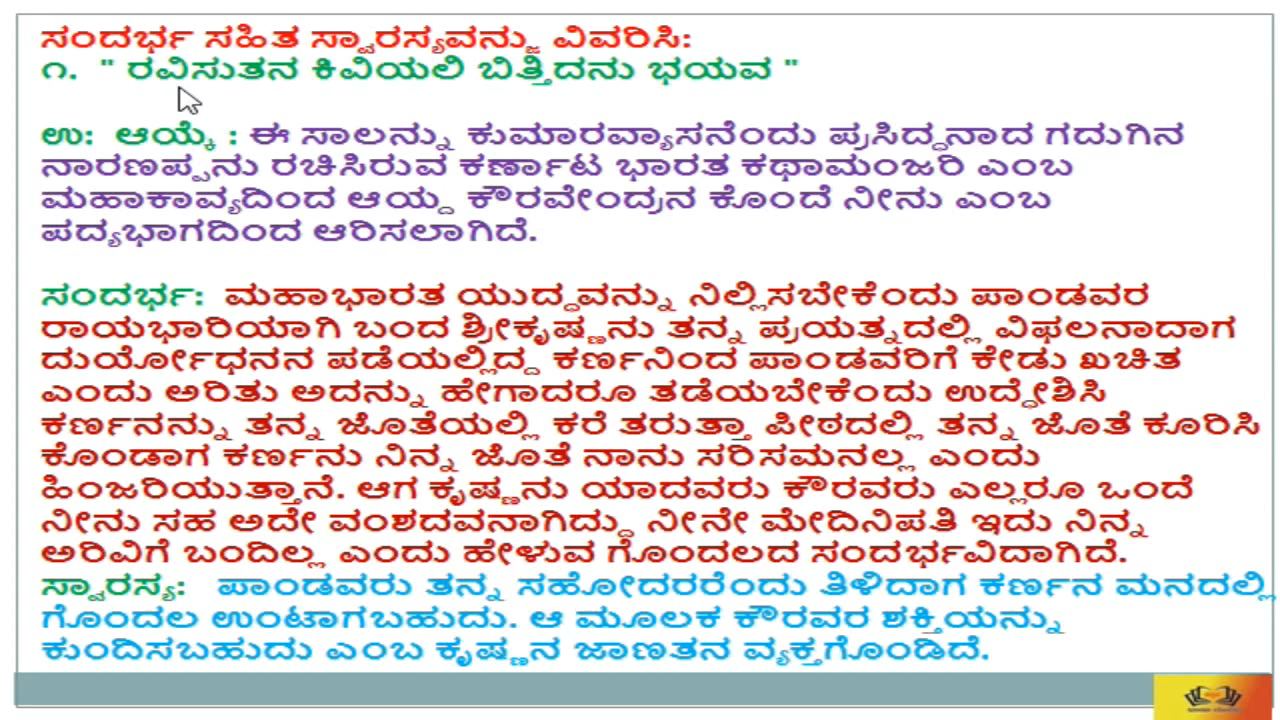 ಸಂದರ್ಭ ಸಹಿತ ಸ್ವಾರಸ್ಯವನ್ನು ವಿವರಿಸಿ:
೧. " ರವಿಸುತನ ಕಿವಿಯಲಿ ಬಿತ್ತಿದನು ಭಯವ "
ಉ: ಆಯ್ಕೆ : ಈ ಸಾಲನ್ನು ಕುಮಾರವ್ಯಾಸನೆಂದು ಪ್ರಸಿದ್ಧನಾದ ಗದುಗಿನ
ನಾರಣಪ್ಪನು ರಚಿಸಿರುವ ಕರ್ಣಾಟ ಭಾರತ ಕಥಾಮಂಜರಿ ಎಂಬ
ಮಹಾಕಾವ್ಯದಿಂದ ಆಯ್ದ ಕೌರವೇಂದ್ರನ ಕೊಂದೆ ನೀನು ಎಂಬ
ಪದ್ಯಭಾಗದಿಂದ ಆರಿಸಲಾಗಿದೆ.
ಸಂದರ್ಭ: ಮಹಾಭಾರತ ಯುದ್ಧವನ್ನು ನಿಲ್ಲಿಸಬೇಕೆಂದು ಪಾಂಡವರ
ರಾಯಭಾರಿಯಾಗಿ ಬಂದ ಶ್ರೀಕೃಷ್ಣನು ತನ್ನ ಪ್ರಯತ್ನದಲ್ಲಿ ವಿಫಲನಾದಾಗ
ದುರ್ಯೋಧನನ ಪಡೆಯಲ್ಲಿದ್ದ ಕರ್ಣನಿಂದ ಪಾಂಡವರಿಗೆ ಕೇಡು ಖಚಿತ
ಎಂದು ಅರಿತು ಅದನ್ನು ಹೇಗಾದರೂ ತಡೆಯಬೇಕೆಂದು ಉದ್ದೇಶಿಸಿ
ಕರ್ಣನನ್ನು ತನ್ನ ಜೊತೆಯಲ್ಲಿ ಕರೆ ತರುತ್ತಾ ಪೀಠದಲ್ಲಿ ತನ್ನ ಜೊತೆ ಕೂರಿಸಿ
ಕೊಂಡಾಗ ಕರ್ಣನು ನಿನ್ನ ಜೊತೆ ನಾನು ಸರಿಸಮನಲ್ಲ ಎಂದು
ಹಿಂಜರಿಯುತ್ತಾನೆ. ಆಗ ಕೃಷ್ಣನು ಯಾದವರು ಕೌರವರು ಎಲ್ಲರೂ ಒಂದೆ
ನೀನು ಸಹ ಅದೇ ವಂಶದವನಾಗಿದ್ದು ನೀನೇ ಮೇದಿನಿಪತಿ ಇದು ನಿನ್ನ
ಅರಿವಿಗೆ ಬಂದಿಲ್ಲ ಎಂದು ಹೇಳುವ ಗೊಂದಲದ ಸಂದರ್ಭವಿದಾಗಿದೆ.
ಸ್ವಾರಸ್ಯ: ಪಾಂಡವರು ತನ್ನ ಸಹೋದರರೆಂದು ತಿಳಿದಾಗ ಕರ್ಣನ ಮನದಲ್ಲಿ
ಗೊಂದಲ ಉಂಟಾಗಬಹುದು. ಆ ಮೂಲಕ ಕೌರವರ ಶಕ್ತಿಯನ್ನು
ಕುಂದಿಸಬಹುದು ಎಂಬ ಕೃಷ್ಣನ ಜಾಣತನ ವ್ಯಕ್ತಗೊಂಡಿದೆ.